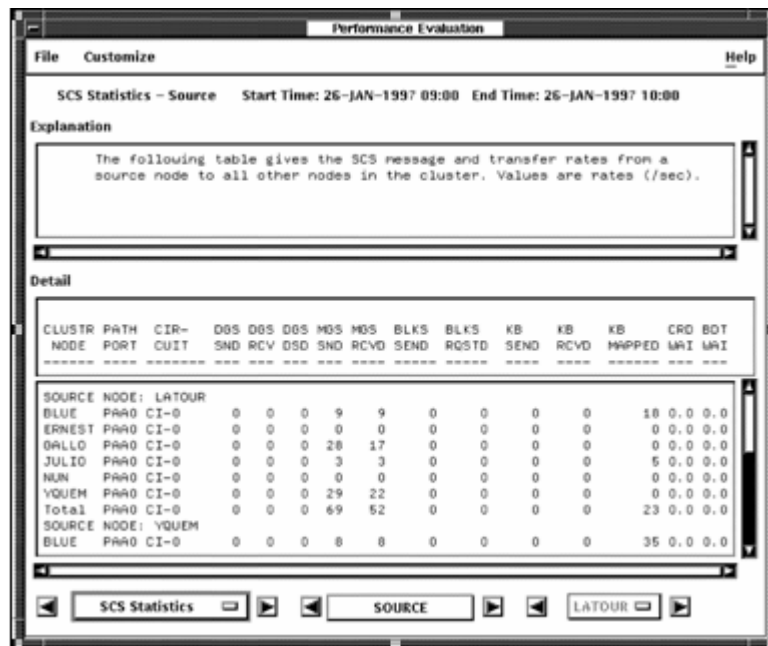 Performance Evaluation
File Customize Help
SCS Statistics – Source Start Time: 26-JAN-1997 09:00 End Time: 26-JAN-1997 10:00
Explanation
The following table gives the SCS message and transfer rates from a
source node to all other nodes in the cluster. Values are rates (/sec).
Detail
CLUSTR PATH CIR- DGS DGS DGS MGS MGS BLKS BLKS KB KB KB CRD BDT
NODE PORT CUIT SND RCV DSD SND RCVD SEND RQSTD SEND RCVD MAPPED WAI WAI
------ ---- ------- --- --- --- --- ---- ---- ----- ---- ---- ------ --- ---
SOURCE NODE: LATOUR
BLUE PAA0 CI-0 0 0 0 9 9 0 0 0 0 18 0.0 0.0
ERNEST PAA0 CI-0 0 0 0 0 0 0 0 0 0 0 0.0 0.0
GALLO PAA0 CI-0 0 0 0 28 17 0 0 0 0 0 0.0 0.0
JULIO PAA0 CI-0 0 0 0 3 3 0 0 0 0 5 0.0 0.0
NUN PAA0 CI-0 0 0 0 0 0 0 0 0 0 0 0.0 0.0
YQUEM PAA0 CI-0 0 0 0 29 22 0 0 0 0 0 0.0 0.0
Total PAA0 CI-0 0 0 0 69 52 0 0 0 0 23 0.0 0.0
SOURCE NODE: YQUEM
BLUE PAA0 CI-0 0 0 0 8 8 0 0 0 0 35 0.0 0.0
SCS Statistics SOURCE LATOUR